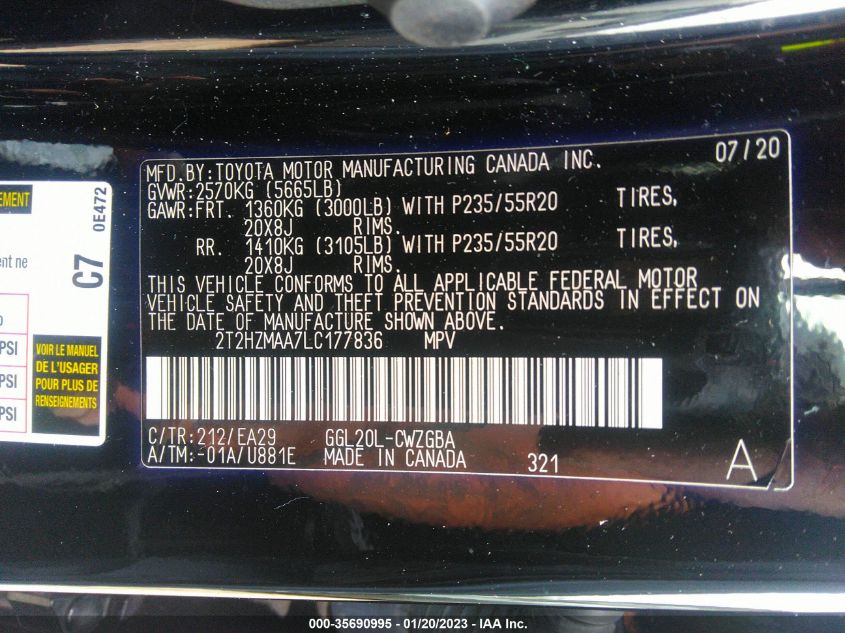 MFD. BY: TOYOTA MOTOR MANUFACTURING CANADA INC. 07/20
GVWR: 2570KG (5665LB)
GAWR: FRT. 1360KG (3000LB) WITH P235/55R20 TIRES,
20X8J RIMS.
RR. 1410KG (3105LB) WITH P235/55R20 TIRES,
20X8J RIMS.
THIS VEHICLE CONFORMS TO ALL APPLICABLE FEDERAL MOTOR
VEHICLE SAFETY AND THEFT PREVENTION STANDARDS IN EFFECT ON
THE DATE OF MANUFACTURE SHOWN ABOVE.
2T2HZMAA7LC177836 MPV
C/TR: 212/EA29 GGL20L-CWZGBA
A/TM: -01A/U881E MADE IN CANADA 321 A
0E472
C7
PSI
PSI
PSI
VOIR LE MANUEL
DE L'USAGER
POUR PLUS DE
RENSEIGNEMENTS
000-35690995 - 01/20/2023 - IAA Inc.